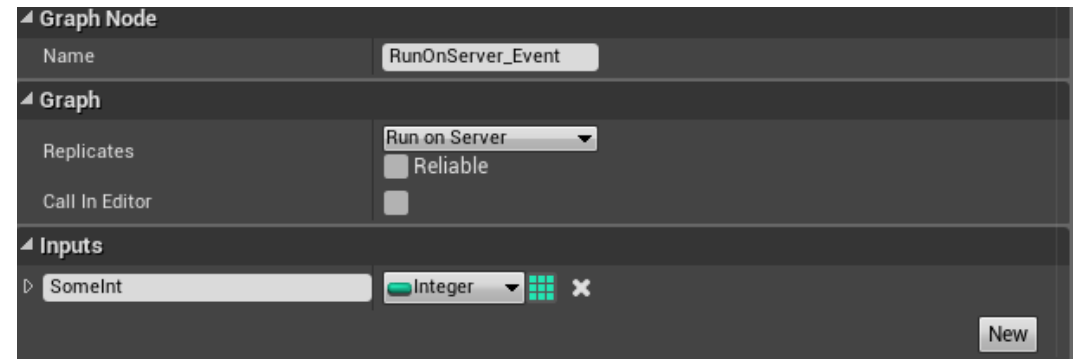 Graph Node
Name RunOnServer_Event
Graph
Replicates Run on Server
Reliable
Call In Editor
Inputs
SomeInt Integer
New